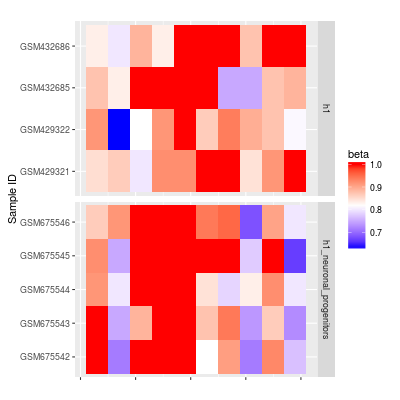 GSM432686
GSM432685
GSM429322
GSM429321
h1
GSM675546
GSM675545
GSM675544
GSM675543
GSM675542
h1_neuronal_progenitors
Sample ID
beta
1.0
0.9
0.8
0.7